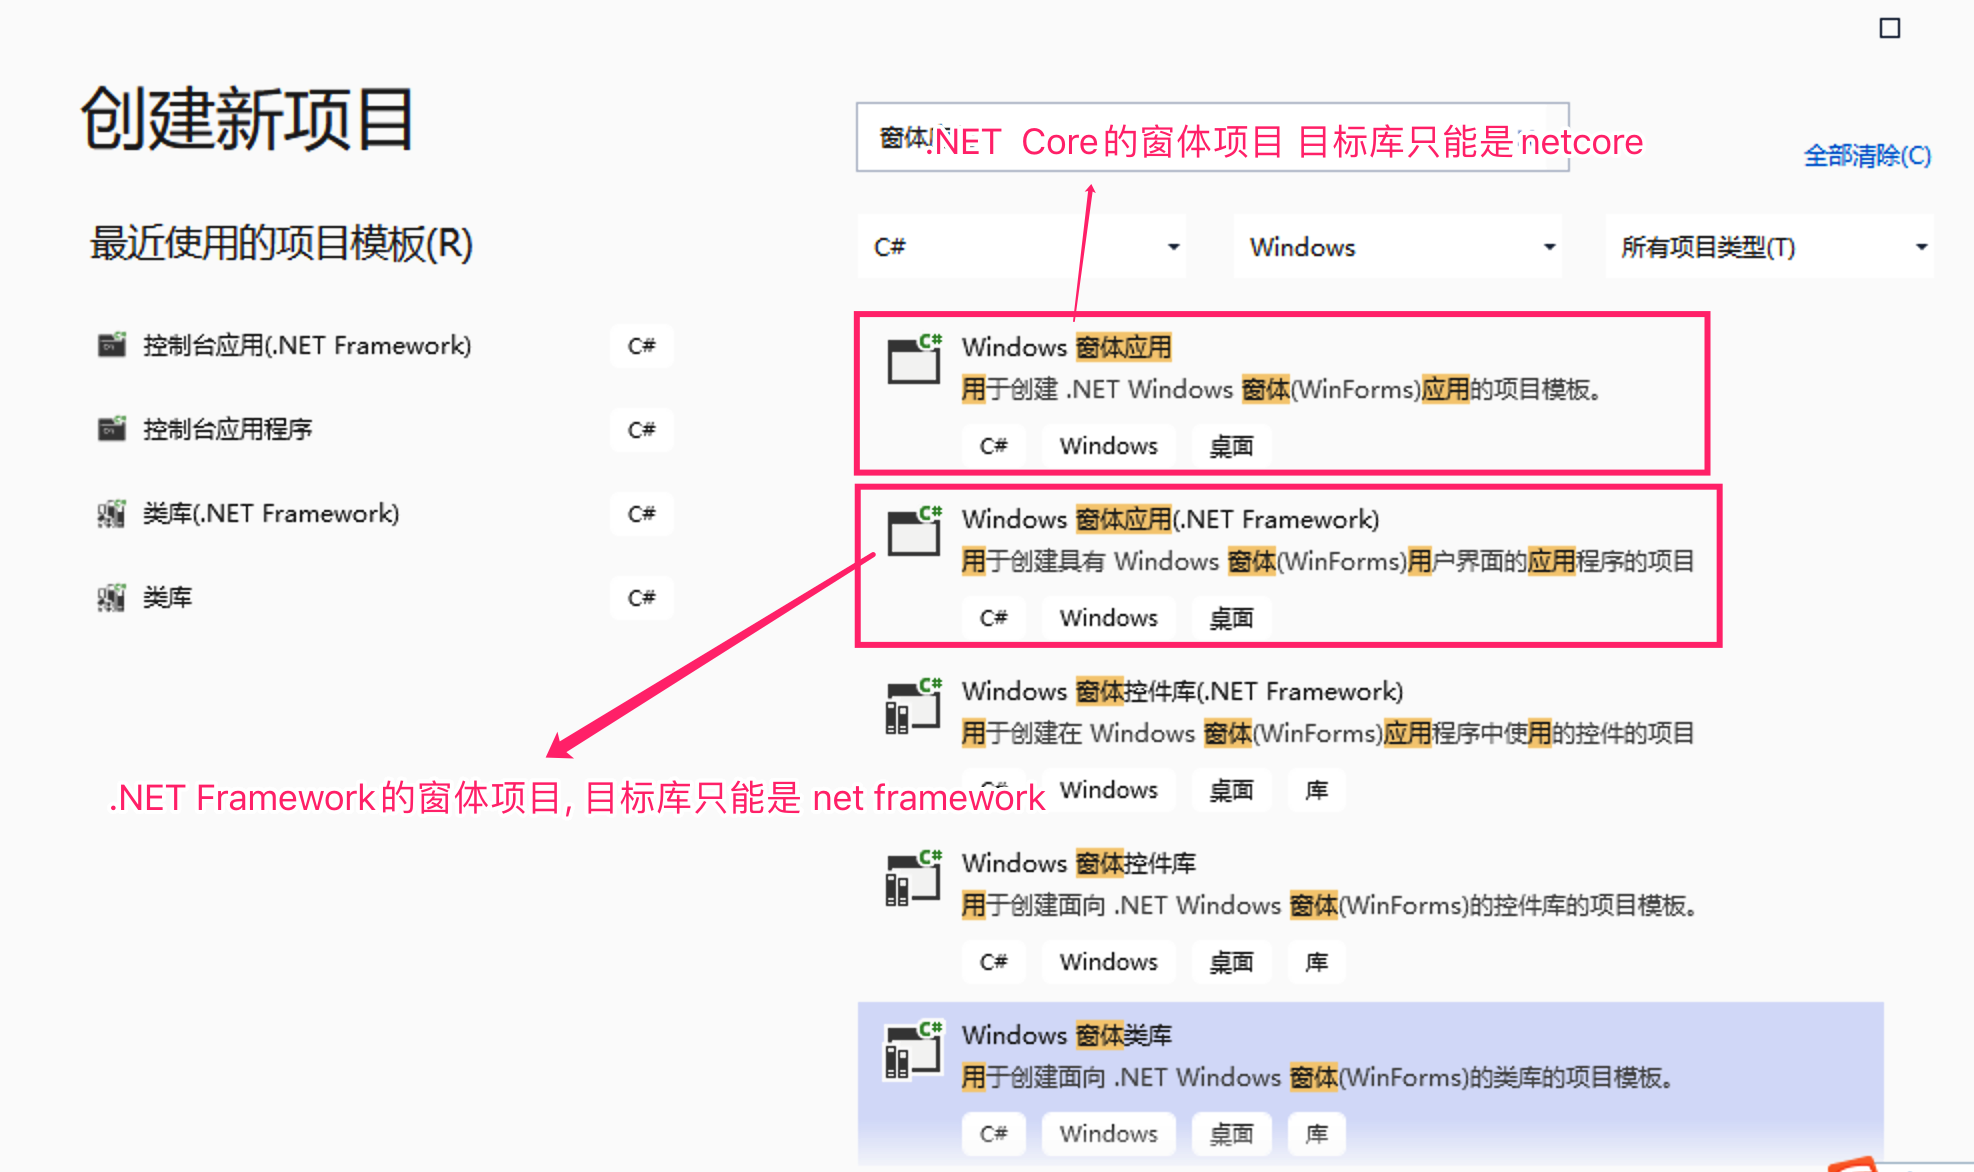 创建新项目
窗体
.NET Core的窗体项目 目标库只能是netcore
全部清除(C)
最近使用的项目模板(R)
C#
Windows
所有项目类型(T)
控制台应用(.NET Framework)
C#
控制台应用程序
C#
类库(.NET Framework)
C#
类库
C#
Windows 窗体应用
用于创建 .NET Windows 窗体(WinForms)应用的项目模板。
C# Windows 桌面
Windows 窗体应用(.NET Framework)
用于创建具有 Windows 窗体(WinForms)用户界面的应用程序的项目
C# Windows 桌面
.NET Framework的窗体项目, 目标库只能是 net framework
Windows 窗体控件库(.NET Framework)
用于创建在 Windows 窗体(WinForms)应用程序中使用的控件的项目
C# Windows 桌面 库
Windows 窗体控件库
用于创建面向 .NET Windows 窗体(WinForms)的控件库的项目模板。
C# Windows 桌面 库
Windows 窗体类库
用于创建面向 .NET Windows 窗体(WinForms)的类库的项目模板。
C# Windows 桌面 库